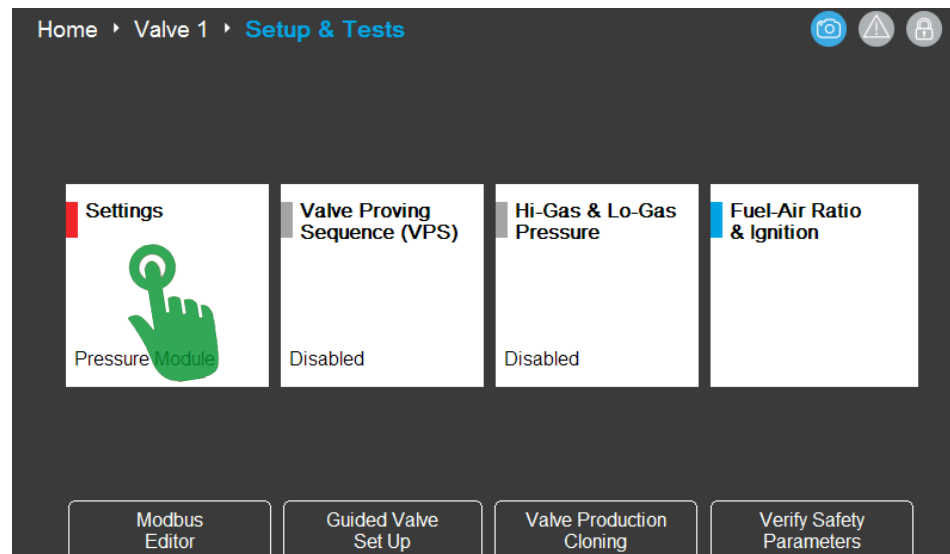 Home ‣ Valve 1 ‣ Setup & Tests
Settings
Pressure Module
Valve Proving
Sequence (VPS)
Disabled
Hi-Gas & Lo-Gas
Pressure
Disabled
Fuel-Air Ratio
& Ignition
Modbus
Editor
Guided Valve
Set Up
Valve Production
Cloning
Verify Safety
Parameters